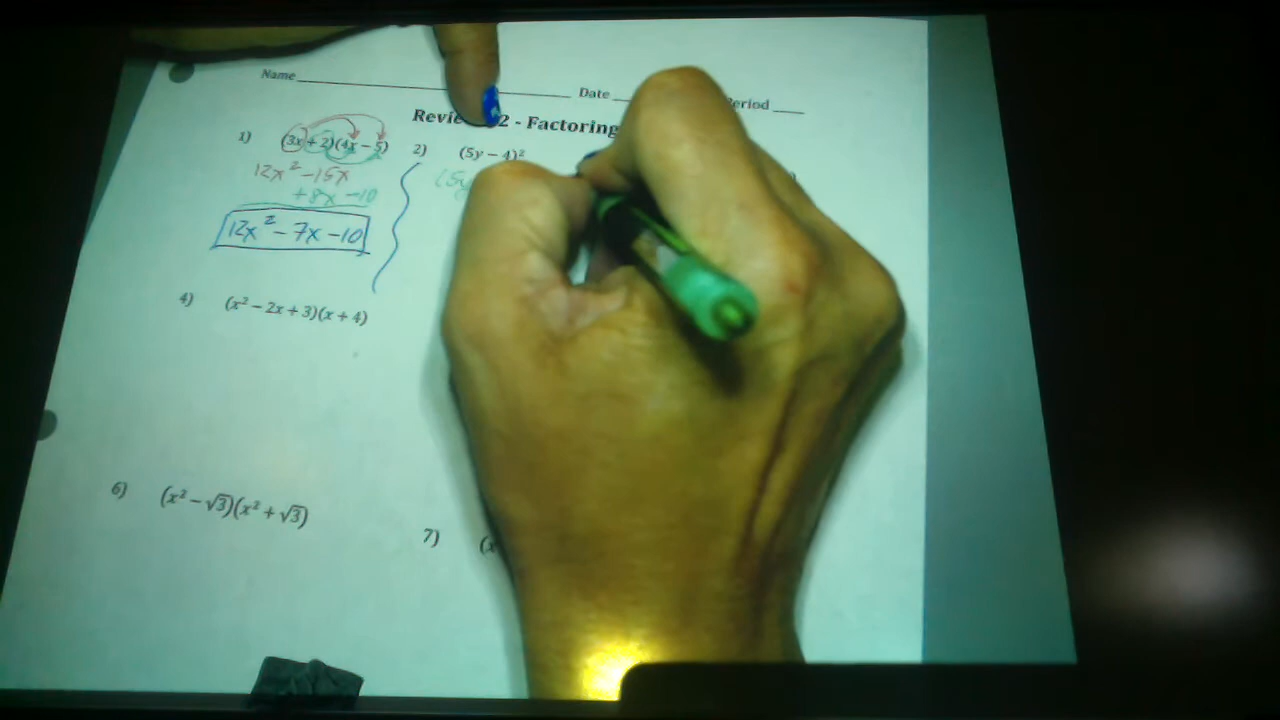 Name Date Period
2 - Factoring
1) (3x + 2)(4x - 5) 2) (5y - 4)²
12x² - 15x (5y
+ 8x - 10
12x² - 7x - 10
4) (x² - 2x + 3)(x + 4)
6) (x² - √3)(x² + √3)
7) (x